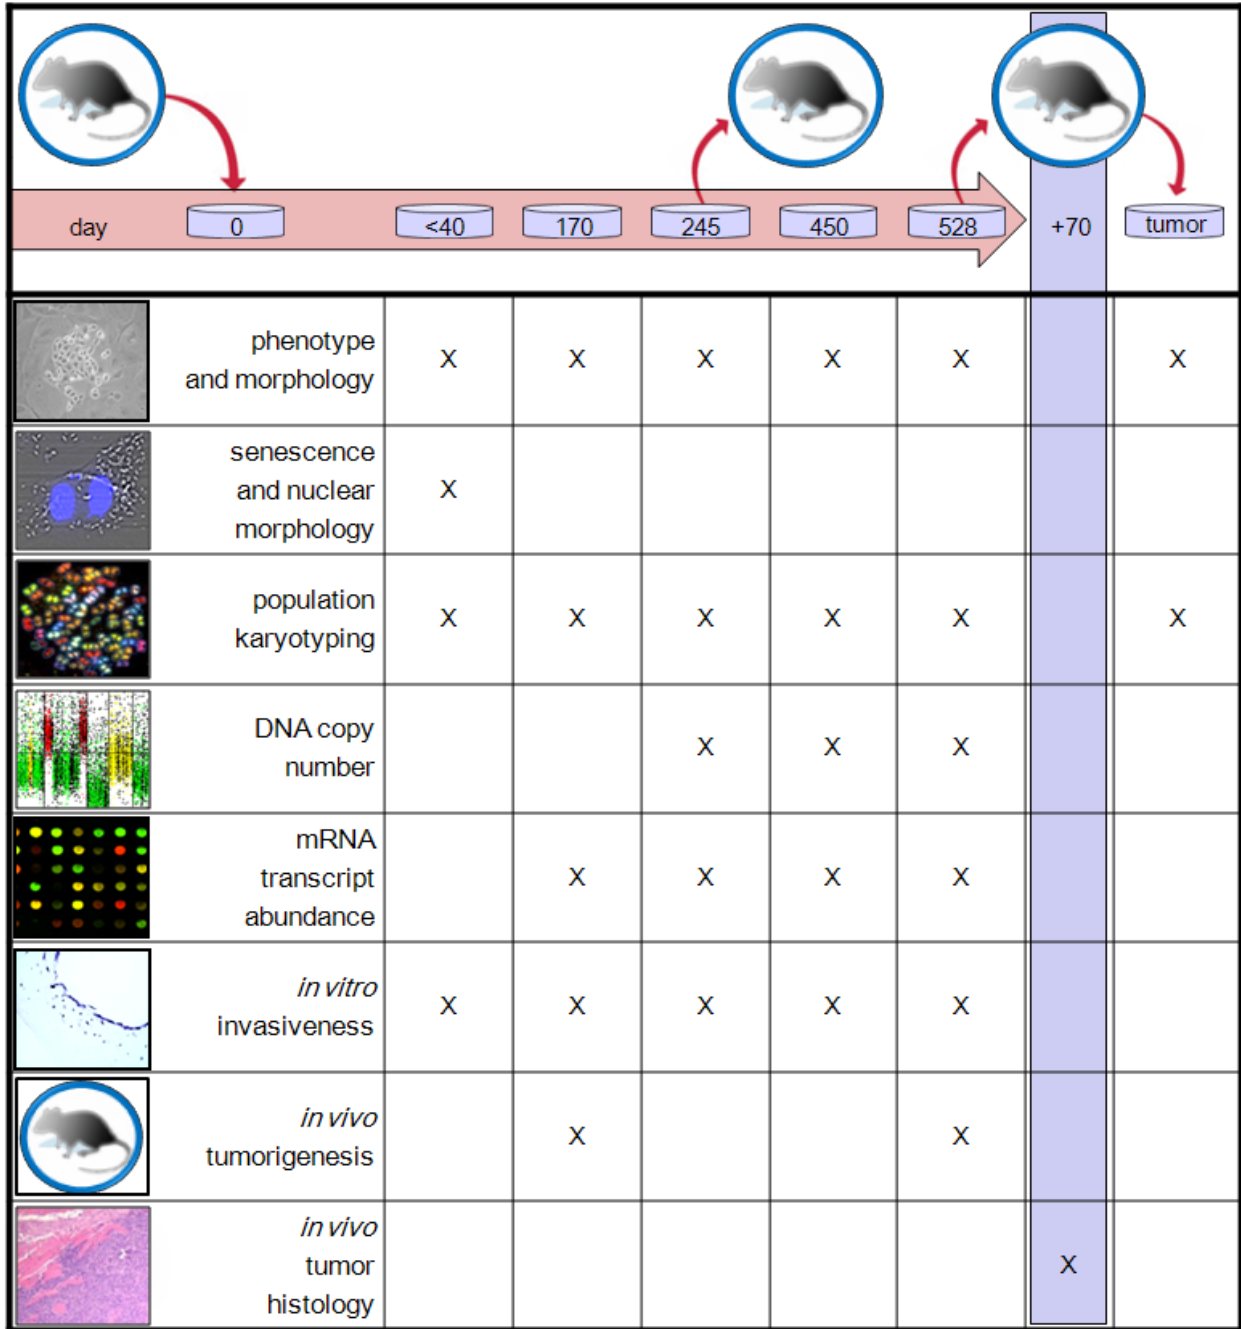 day 0 <40 170 245 450 528 +70 tumor
phenotype
and morphology X X X X X X
senescence
and nuclear X
morphology
population
karyotyping X X X X X X
DNA copy
number X X X
mRNA
transcript X X X X
abundance
in vitro
invasiveness X X X X X
in vivo
tumorigenesis X X
in vivo
tumor X
histology